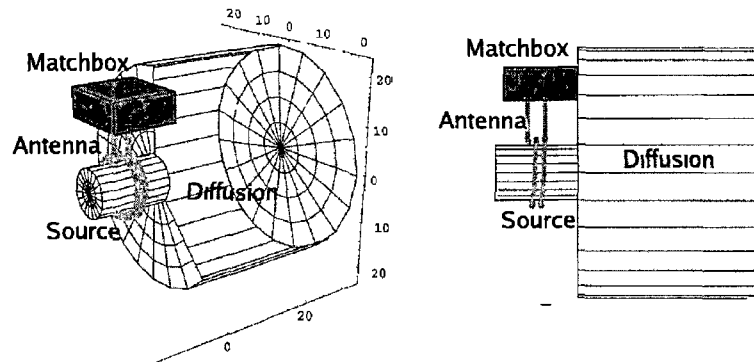 20 10 0 10 0
Matchbox
20
Antenna
10
Diffusion
0
Source
10
20
20
0
Matchbox
Antenna
Diffusion
Source